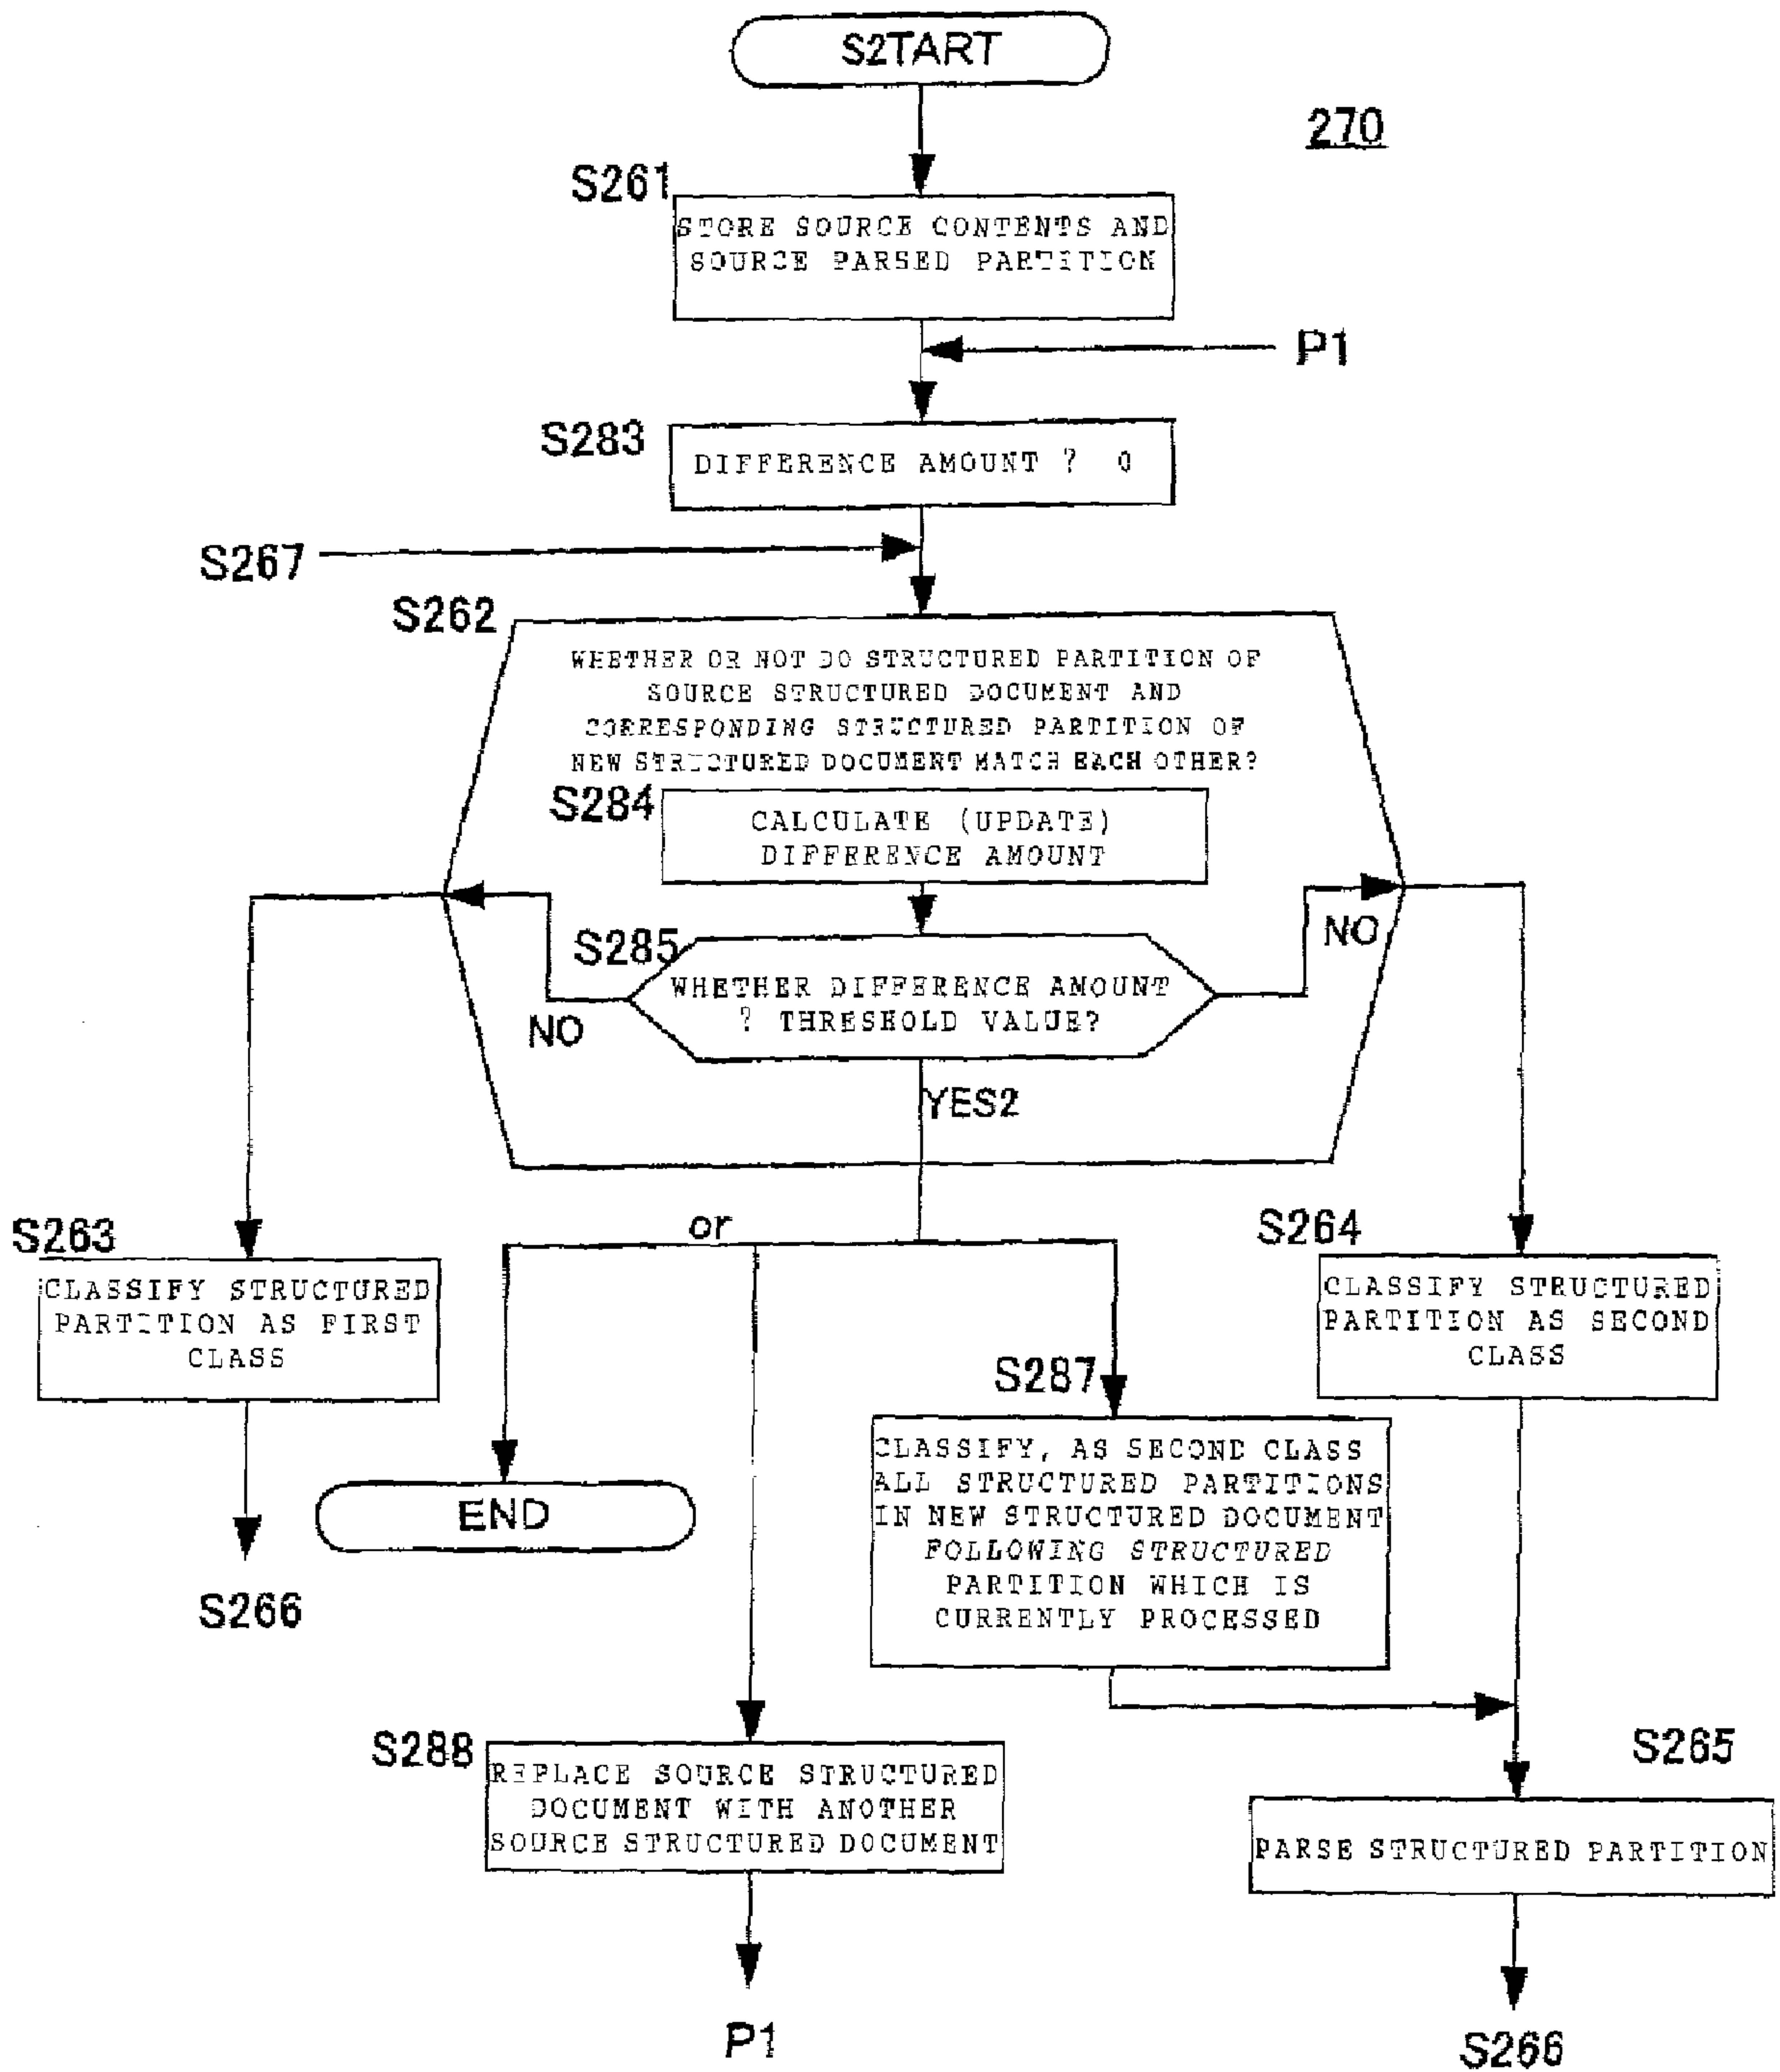 S2TART
270
S261
STORE SOURCE CONTENTS AND
SOURCE PARSED PARTITION
P1
S283
DIFFERENCE AMOUNT ? 0
S267
S262
WHETHER OR NOT DO STRUCTURED PARTITION OF
SOURCE STRUCTURED DOCUMENT AND
CORRESPONDING STRUCTURED PARTITION OF
NEW STRUCTURED DOCUMENT MATCH EACH OTHER?
S284
CALCULATE (UPDATE)
DIFFERENCE AMOUNT
S285
WHETHER DIFFERENCE AMOUNT
? THRESHOLD VALUE?
NO
NO
YES2
or
S263
CLASSIFY STRUCTURED
PARTITION AS FIRST
CLASS
S266
END
S264
CLASSIFY STRUCTURED
PARTITION AS SECOND
CLASS
S287
CLASSIFY, AS SECOND CLASS
ALL STRUCTURED PARTITIONS
IN NEW STRUCTURED DOCUMENT
FOLLOWING STRUCTURED
PARTITION WHICH IS
CURRENTLY PROCESSED
S288
REPLACE SOURCE STRUCTURED
DOCUMENT WITH ANOTHER
SOURCE STRUCTURED DOCUMENT
P1
S265
PARSE STRUCTURED PARTITION
S266